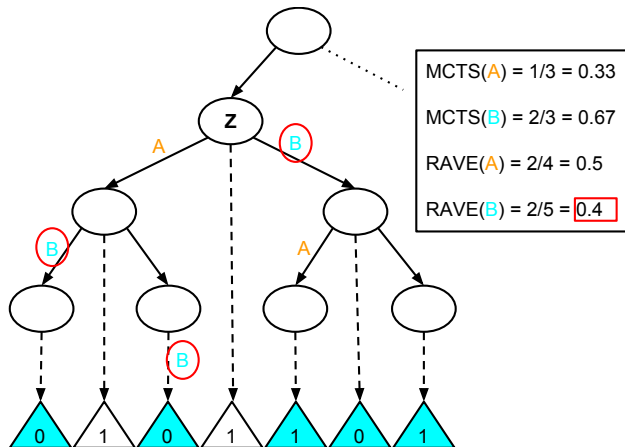 MCTS(A) = 1/3 = 0.33
MCTS(B) = 2/3 = 0.67
RAVE(A) = 2/4 = 0.5
RAVE(B) = 2/5 = 0.4
Z
A
B
B
A
B
0 1 0 1 1 0 1